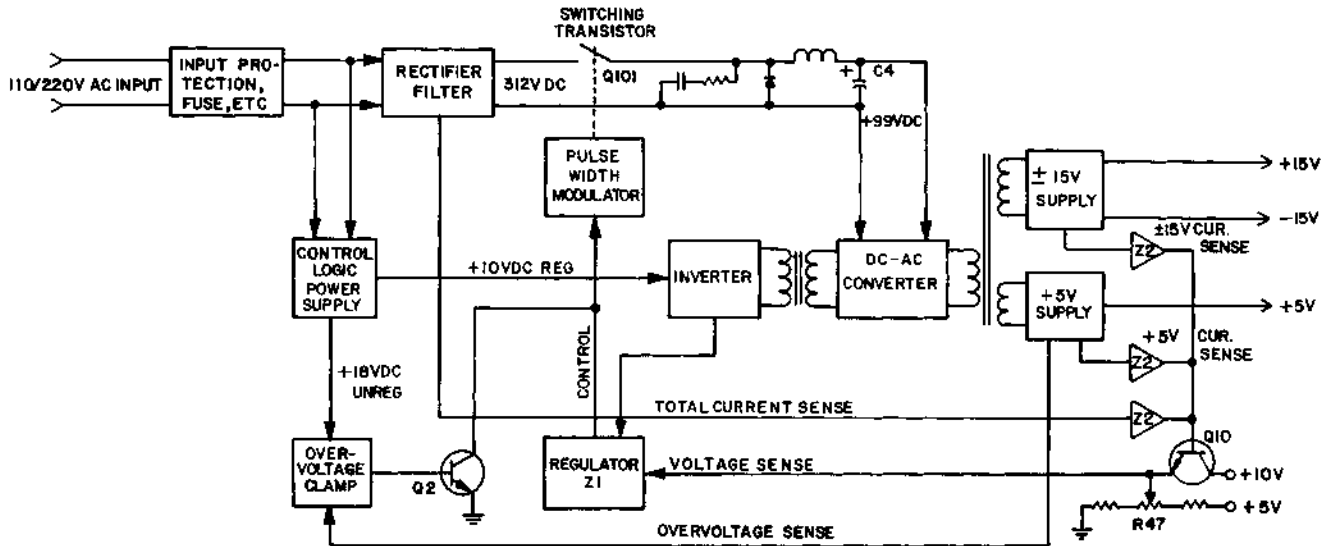 SWITCHING
TRANSISTOR
110/220V AC INPUT
INPUT PRO-
TECTION,
FUSE, ETC
RECTIFIER
FILTER
312V DC
Q101
+
C4
+99VDC
PULSE
WIDTH
MODULATOR
±15V
SUPPLY
+15V
-15V
±15V CUR.
SENSE
Z2
CONTROL
LOGIC
POWER
SUPPLY
+10VDC REG
INVERTER
DC-AC
CONVERTER
+5V
SUPPLY
+5V
+5V
CUR.
SENSE
Z2
+18VDC
UNREG
CONTROL
TOTAL CURRENT SENSE
Z2
Q10
OVER-
VOLTAGE
CLAMP
Q2
REGULATOR
Z1
VOLTAGE SENSE
+10V
+5V
R47
OVERVOLTAGE SENSE